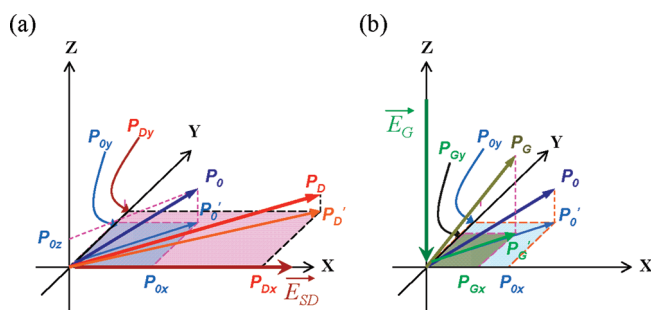 (a)
Z
P0y
PDy
Y
P0
PD
P0'
PD'
P0z
P0x
PDx
X
ESD
(b)
Z
EG
PGy
P0y
PG
Y
P0
P0'
PG'
PGx
P0x
X